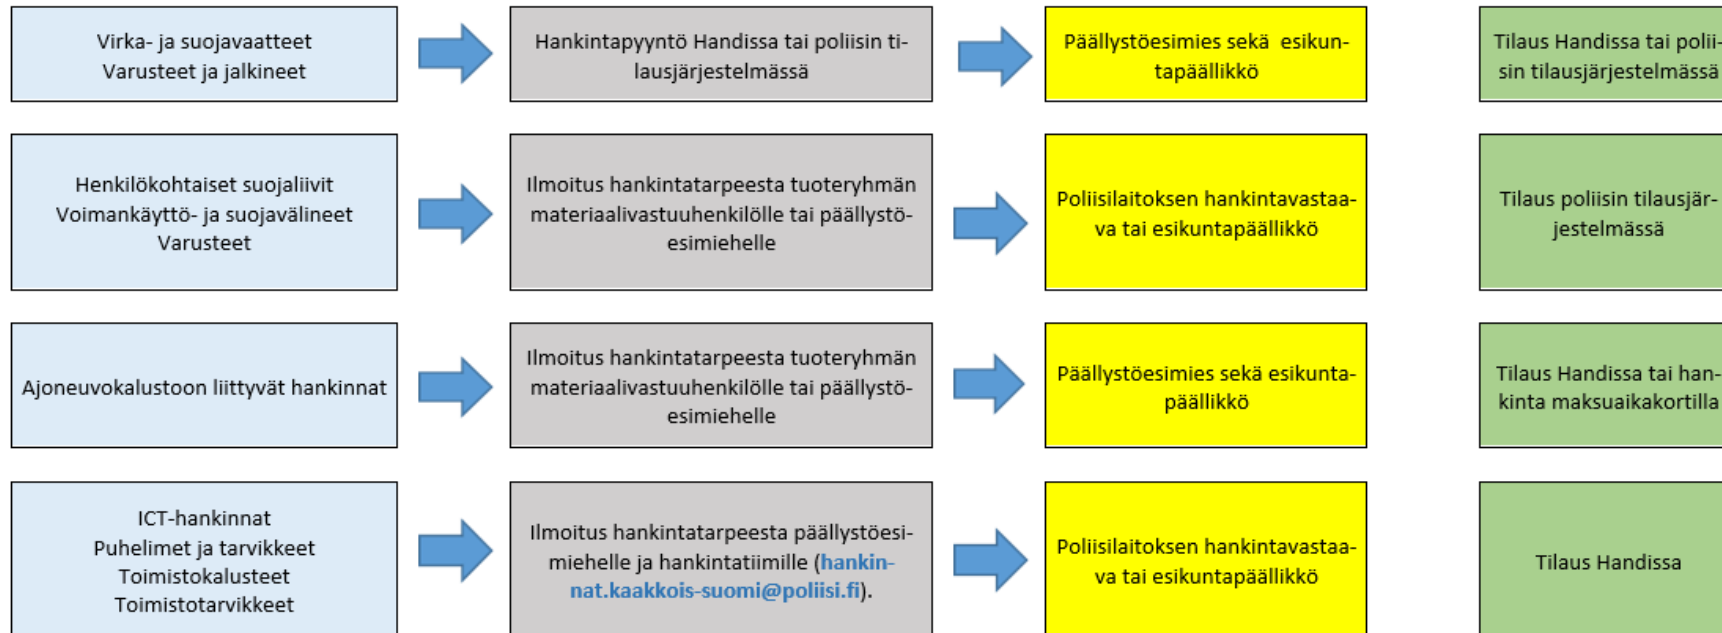 Virka- ja suojavaatteet
Varusteet ja jalkineet
Hankintapyyntö Handissa tai poliisin ti-
lausjärjestelmässä
Päällystöesimies sekä esikun-
tapäällikkö
Tilaus Handissa tai polii-
sin tilausjärjestelmässä
Henkilökohtaiset suojaliivit
Voimankäyttö- ja suojavälineet
Varusteet
Ilmoitus hankintatarpeesta tuoteryhmän
materiaalivastuuhenkilölle tai päällystö-
esimiehelle
Poliisilaitoksen hankintavastaa-
va tai esikuntapäällikkö
Tilaus poliisin tilausjär-
jestelmässä
Ajoneuvokalustoon liittyvät hankinnat
Ilmoitus hankintatarpeesta tuoteryhmän
materiaalivastuuhenkilölle tai päällystö-
esimiehelle
Päällystöesimies sekä esikunta-
päällikkö
Tilaus Handissa tai han-
kinta maksuaikakortilla
ICT-hankinnat
Puhelimet ja tarvikkeet
Toimistokalusteet
Toimistotarvikkeet
Ilmoitus hankintatarpeesta päällystöesi-
miehelle ja hankintatiimille (hankin-
nat.kaakkois-suomi@poliisi.fi).
Poliisilaitoksen hankintavastaa-
va tai esikuntapäällikkö
Tilaus Handissa